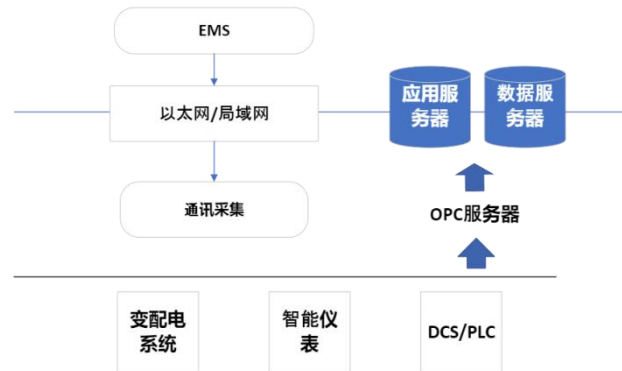 EMS
以太网/局域网
应用服
务器
数据服
务器
通讯采集
OPC服务器
变配电
系统
智能仪
表
DCS/PLC